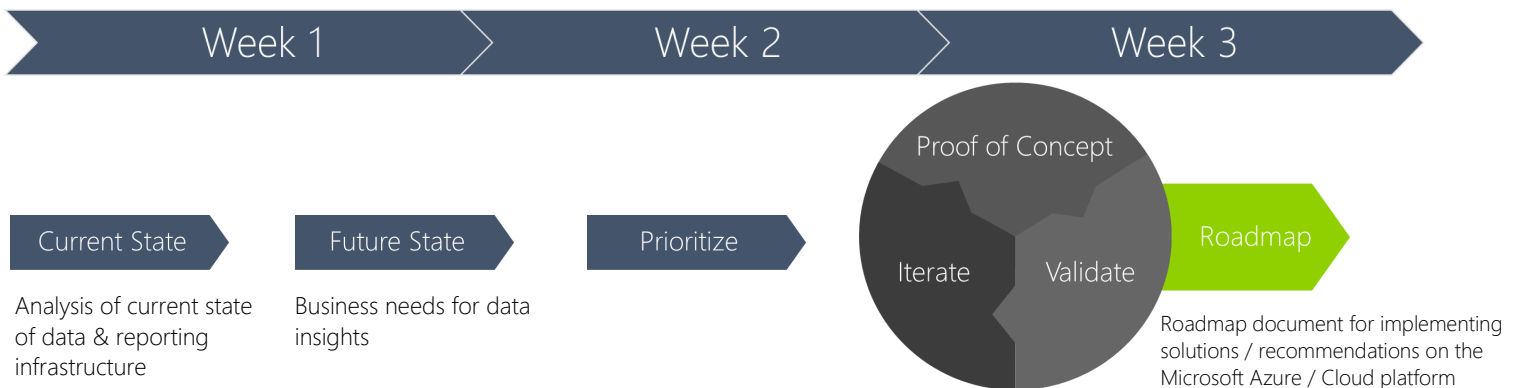 Week 1
Week 2
Week 3
Current State
Analysis of current state
of data & reporting
infrastructure
Future State
Business needs for data
insights
Prioritize
Proof of Concept
Iterate
Validate
Roadmap
Roadmap document for implementing
solutions / recommendations on the
Microsoft Azure / Cloud platform